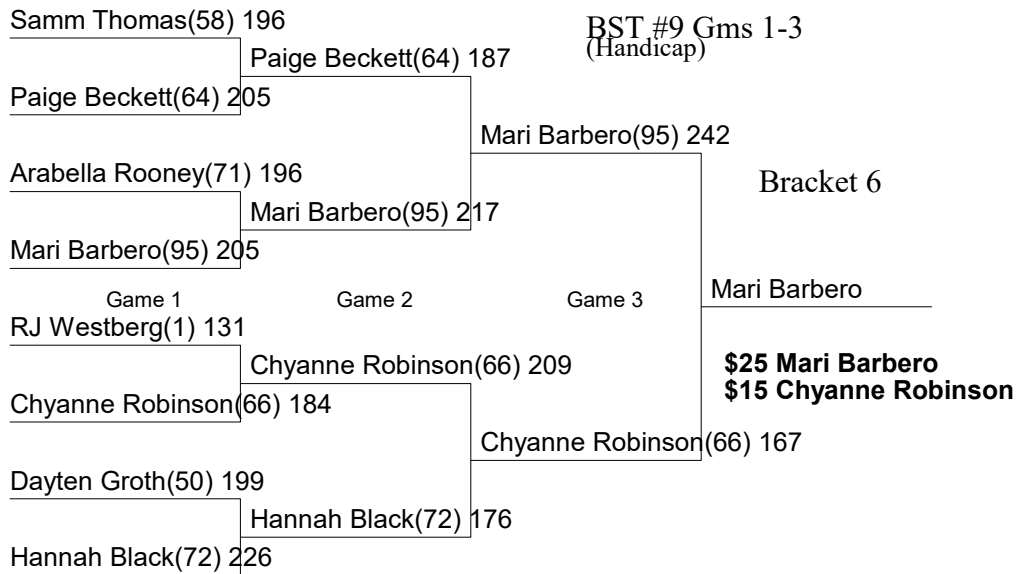 Samm Thomas(58) 196
BST #9 Gms 1-3
(Handicap)
Paige Beckett(64) 187
Paige Beckett(64) 205
Mari Barbero(95) 242
Arabella Rooney(71) 196
Bracket 6
Mari Barbero(95) 217
Mari Barbero(95) 205
Game 1
Game 2
Game 3
Mari Barbero
RJ Westberg(1) 131
Chyanne Robinson(66) 209
$25 Mari Barbero
$15 Chyanne Robinson
Chyanne Robinson(66) 184
Chyanne Robinson(66) 167
Dayten Groth(50) 199
Hannah Black(72) 176
Hannah Black(72) 226